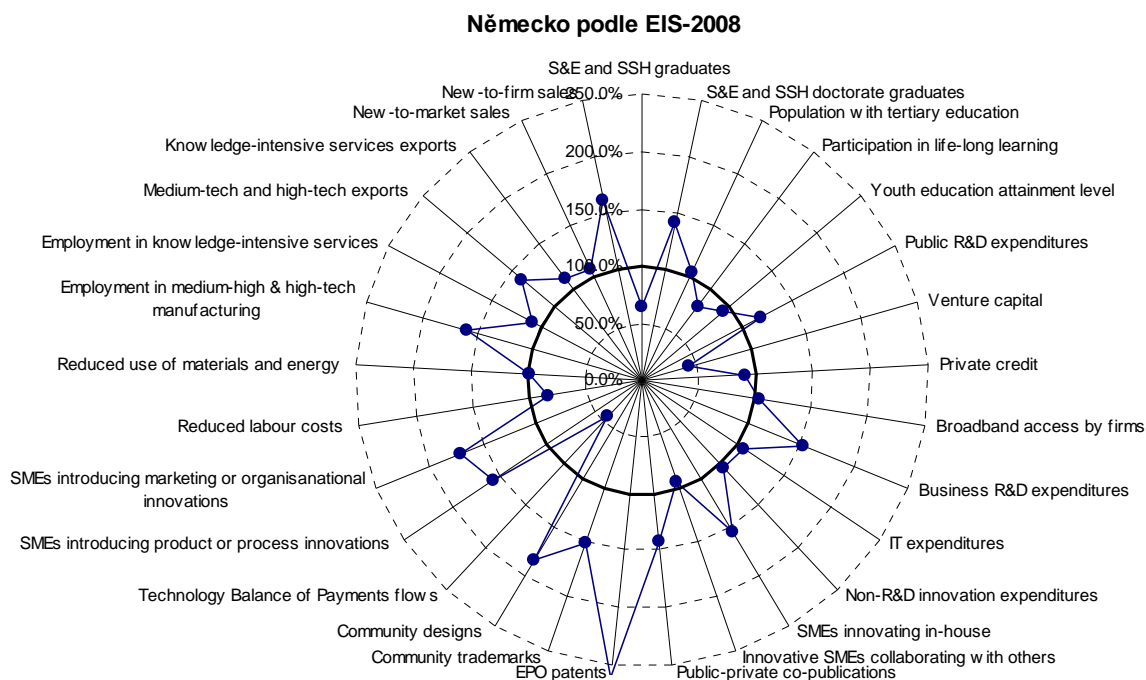 Německo podle EIS-2008
S&E and SSH graduates
S&E and SSH doctorate graduates
Population with tertiary education
Participation in life-long learning
Youth education attainment level
Public R&D expenditures
Venture capital
Private credit
Broadband access by firms
Business R&D expenditures
IT expenditures
Non-R&D innovation expenditures
SMEs innovating in-house
Innovative SMEs collaborating with others
Public-private co-publications
EPO patents
Community trademarks
Community designs
Technology Balance of Payments flows
SMEs introducing product or process innovations
SMEs introducing marketing or organisanational
innovations
Reduced labour costs
Reduced use of materials and energy
Employment in medium-high & high-tech
manufacturing
Employment in knowledge-intensive services
Medium-tech and high-tech exports
Knowledge-intensive services exports
New-to-market sales
New-to-firm sales
250.0%
200.0%
150.0%
100.0%
50.0%
0.0%